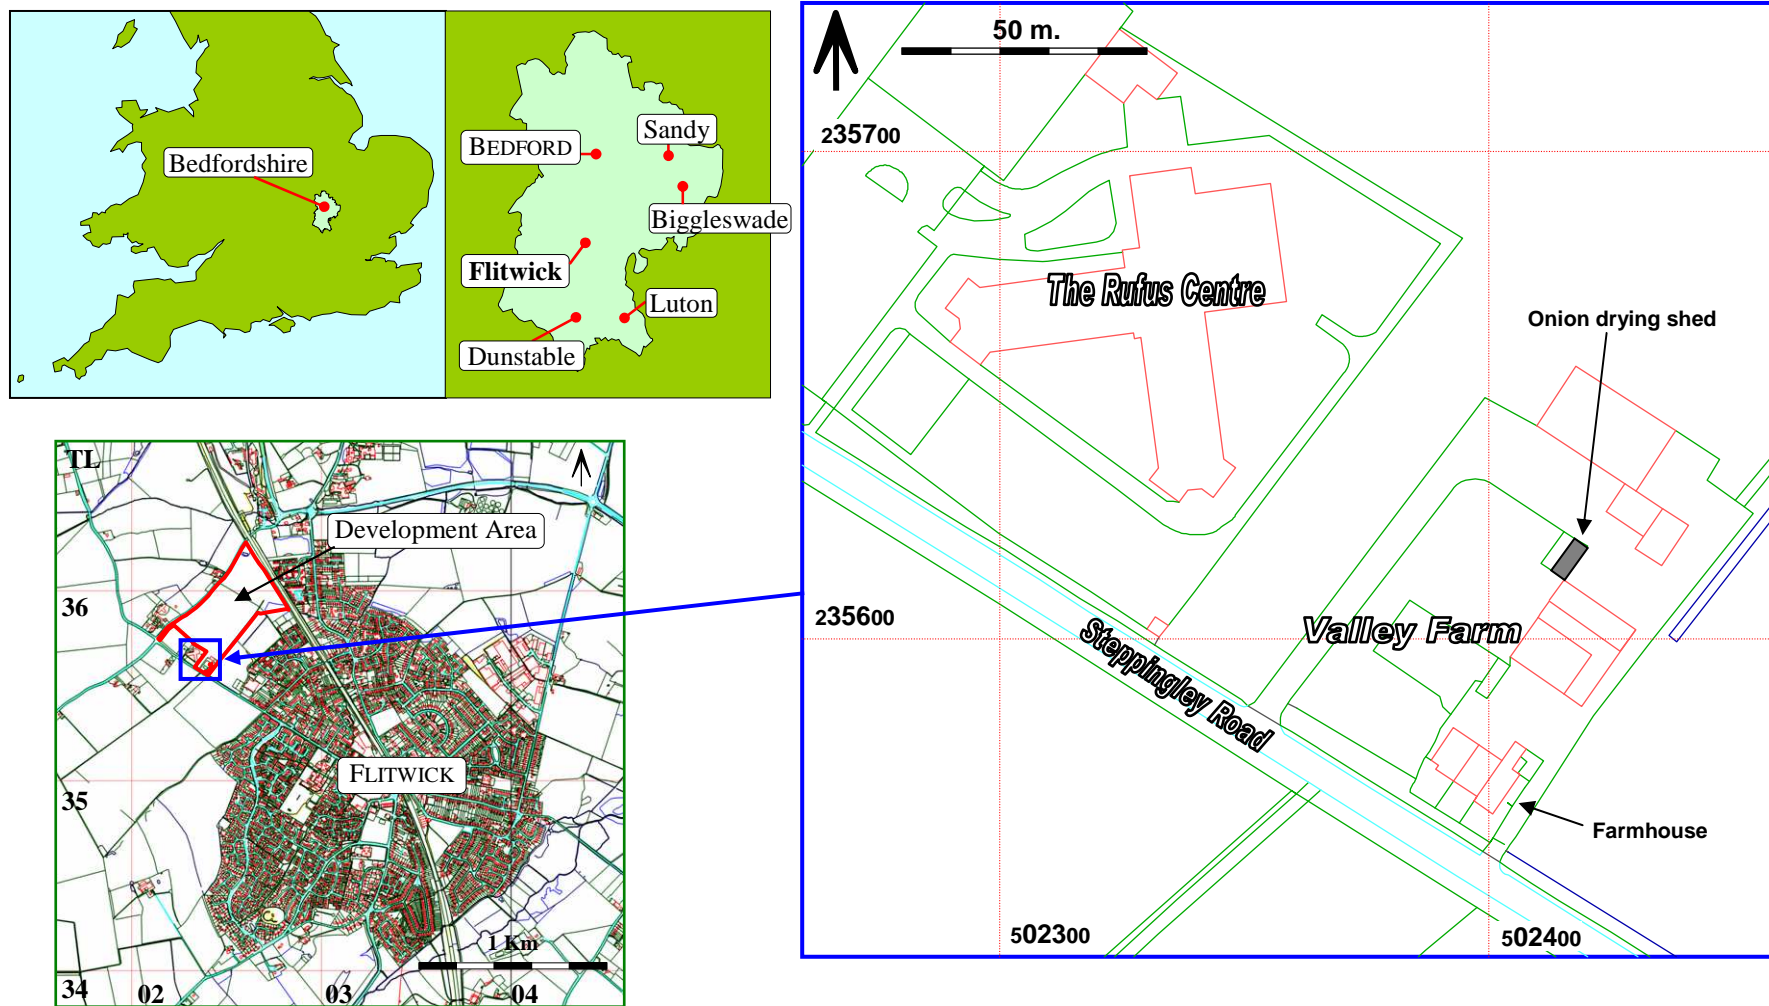 Bedfordshire
BEDFORD
Sandy
Biggleswade
Flitwick
Luton
Dunstable
TL
Development Area
36
FLITWICK
35
1 Km
34
02
03
04
50 m.
235700
The Rufus Centre
Onion drying shed
235600
Valley Farm
Steppingley Road
Farmhouse
502300
502400